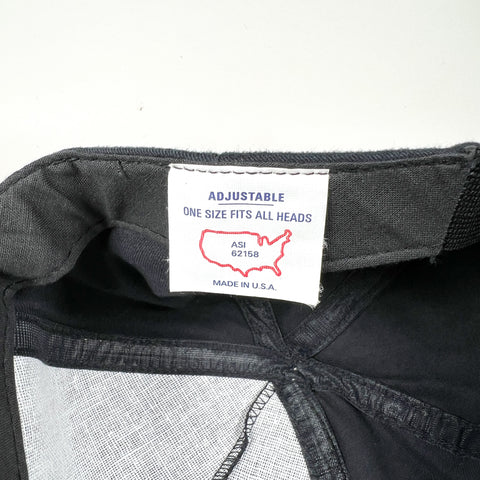 ADJUSTABLE
ONE SIZE FITS ALL HEADS
ASI
62158
MADE IN U.S.A.